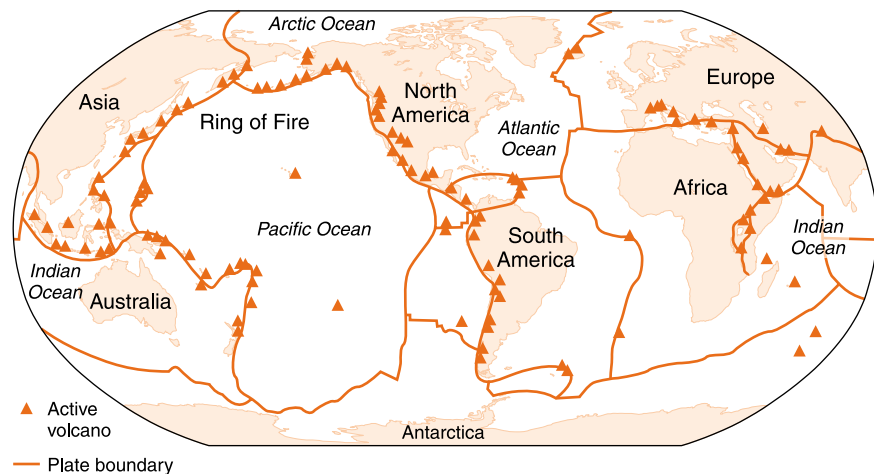 Arctic Ocean
Europe
Asia
North
America
Ring of Fire
Atlantic
Ocean
Africa
Pacific Ocean
South
America
Indian
Ocean
Indian
Ocean
Australia
Active
volcano
Antarctica
Plate boundary